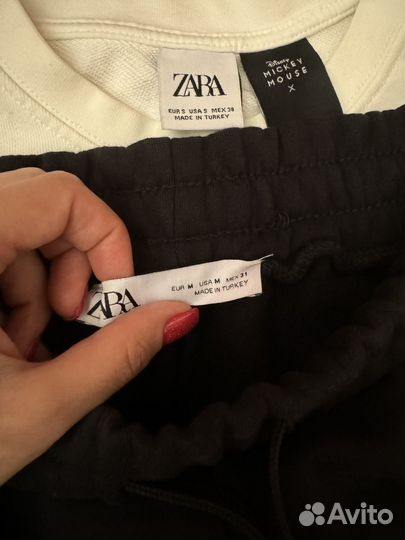 ZARA
EUR S USA S MEX 38
MADE IN TURKEY
Disney
MICKEY
MOUSE
X
ZARA
EUR M USA M MEX 31
MADE IN TURKEY
Avito